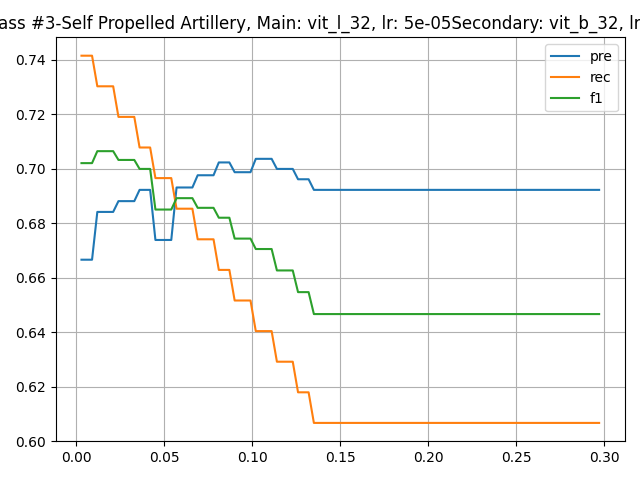 ass #3-Self Propelled Artillery, Main: vit_l_32, lr: 5e-05Secondary: vit_b_32, lr
pre
rec
f1
0.74
0.72
0.70
0.68
0.66
0.64
0.62
0.60
0.00 0.05 0.10 0.15 0.20 0.25 0.30